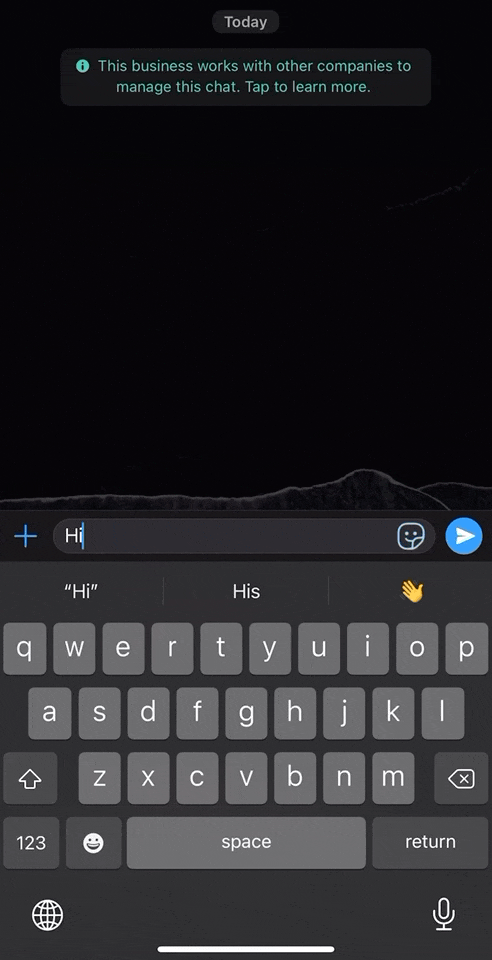 Today
This business works with other companies to
manage this chat. Tap to learn more.
Hi
“Hi” His 👋
q w e r t y u i o p
a s d f g h j k l
z x c v b n m
123 space return